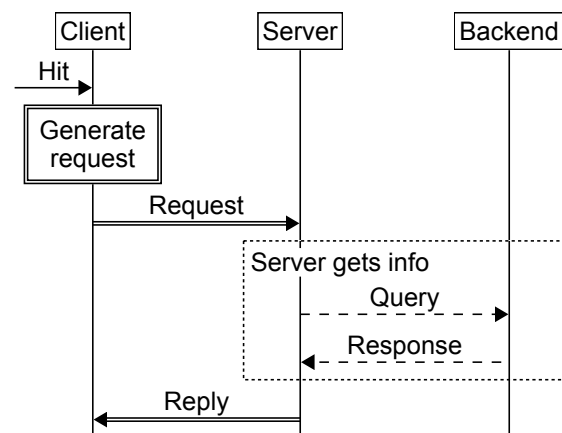 Client
Server
Backend
Hit
Generate
request
Request
Server gets info
Query
Response
Reply